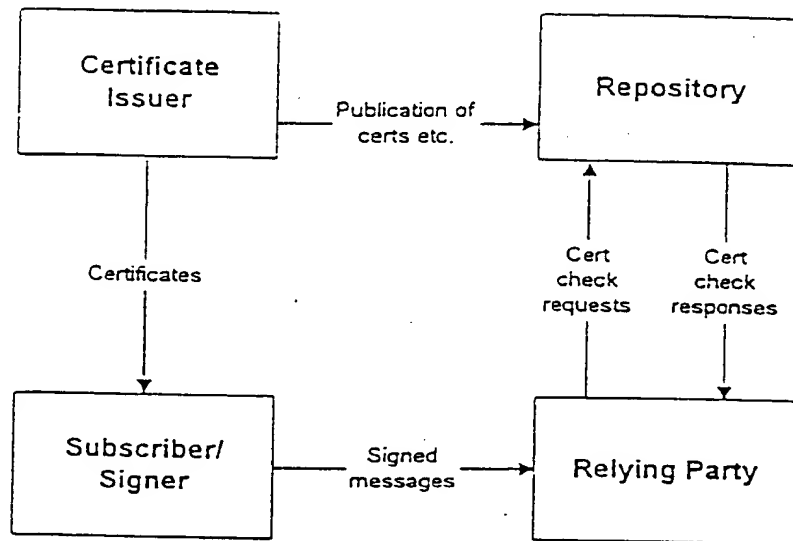 Certificate
Issuer
Publication of
certs etc.
Repository
Certificates
Cert
check
requests
Cert
check
responses
Subscriber/
Signer
Signed
messages
Relying Party